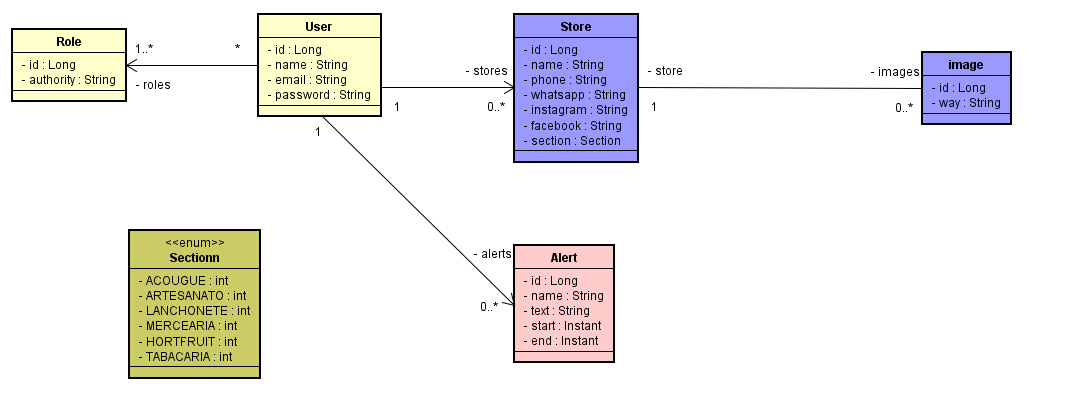 Role
- id : Long
- authority : String
1..*
*
- roles
User
- id : Long
- name : String
- email : String
- password : String
1
1
- stores
0..*
Store
- id : Long
- name : String
- phone : String
- whatsapp : String
- instagram : String
- facebook : String
- section : Section
- store
1
- images
0..*
image
- id : Long
- way : String
<<enum>>
Sectionn
- ACOUGUE : int
- ARTESANATO : int
- LANCHONETE : int
- MERCEARIA : int
- HORTFRUIT : int
- TABACARIA : int
- alerts
0..*
Alert
- id : Long
- name : String
- text : String
- start : Instant
- end : Instant